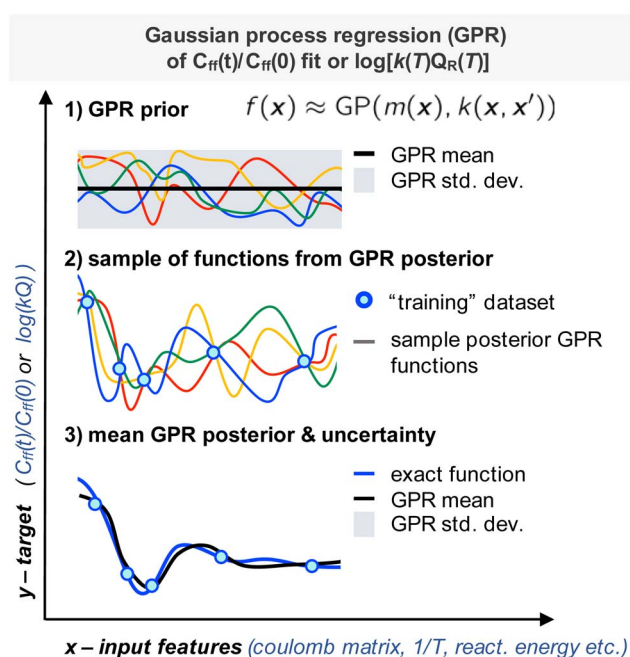 Gaussian process regression (GPR)
of Cff(t)/Cff(0) fit or log[k(T)QR(T)]
1) GPR prior
f(x) ≈ GP(m(x), k(x, x′))
GPR mean
GPR std. dev.
2) sample of functions from GPR posterior
"training" dataset
sample posterior GPR
functions
3) mean GPR posterior & uncertainty
exact function
GPR mean
GPR std. dev.
y – target ( Cff(t)/Cff(0) or log(kQ) )
x – input features (coulomb matrix, 1/T, react. energy etc.)